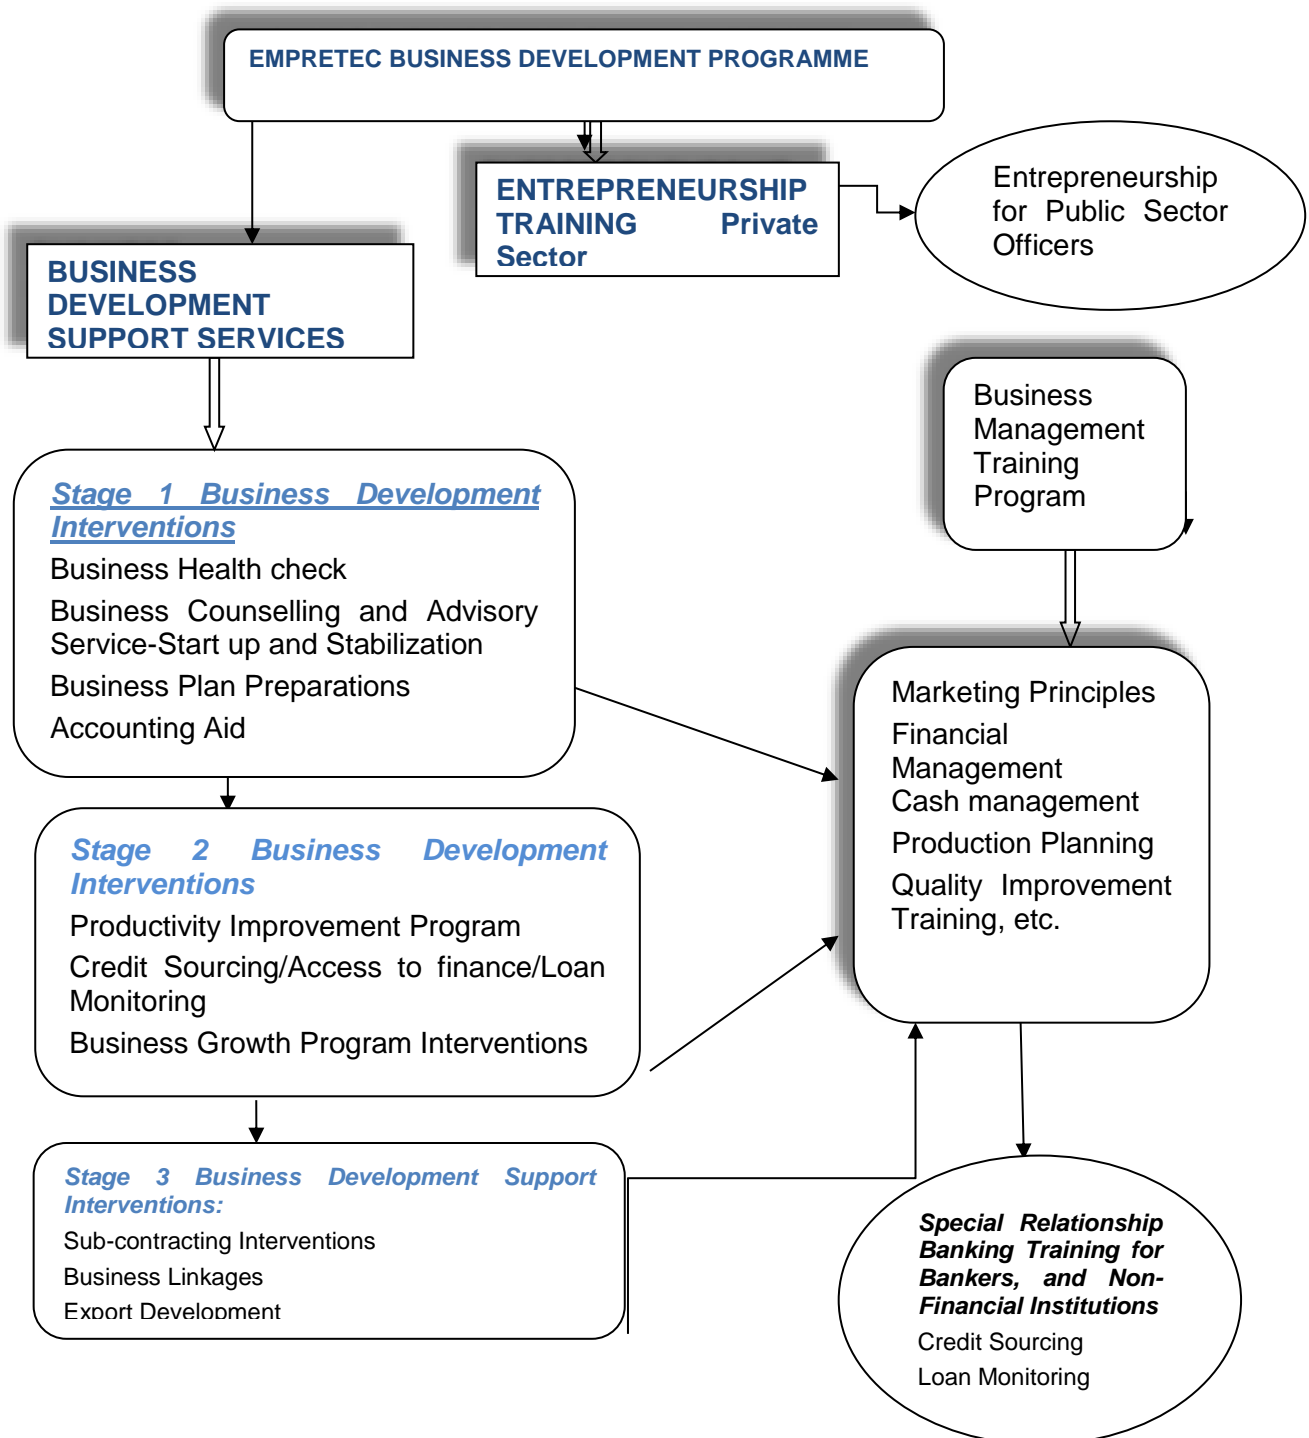 EMPRETEC BUSINESS DEVELOPMENT PROGRAMME
ENTREPRENEURSHIP
TRAINING Private
Sector
Entrepreneurship
for Public Sector
Officers
BUSINESS
DEVELOPMENT
SUPPORT SERVICES
Business
Management
Training
Program
Stage 1 Business Development
Interventions
Business Health check
Business Counselling and Advisory
Service-Start up and Stabilization
Business Plan Preparations
Accounting Aid
Marketing Principles
Financial
Management
Cash management
Production Planning
Quality Improvement
Training, etc.
Stage 2 Business Development
Interventions
Productivity Improvement Program
Credit Sourcing/Access to finance/Loan
Monitoring
Business Growth Program Interventions
Stage 3 Business Development Support
Interventions:
Sub-contracting Interventions
Business Linkages
Export Development
Special Relationship
Banking Training for
Bankers, and Non-
Financial Institutions
Credit Sourcing
Loan Monitoring